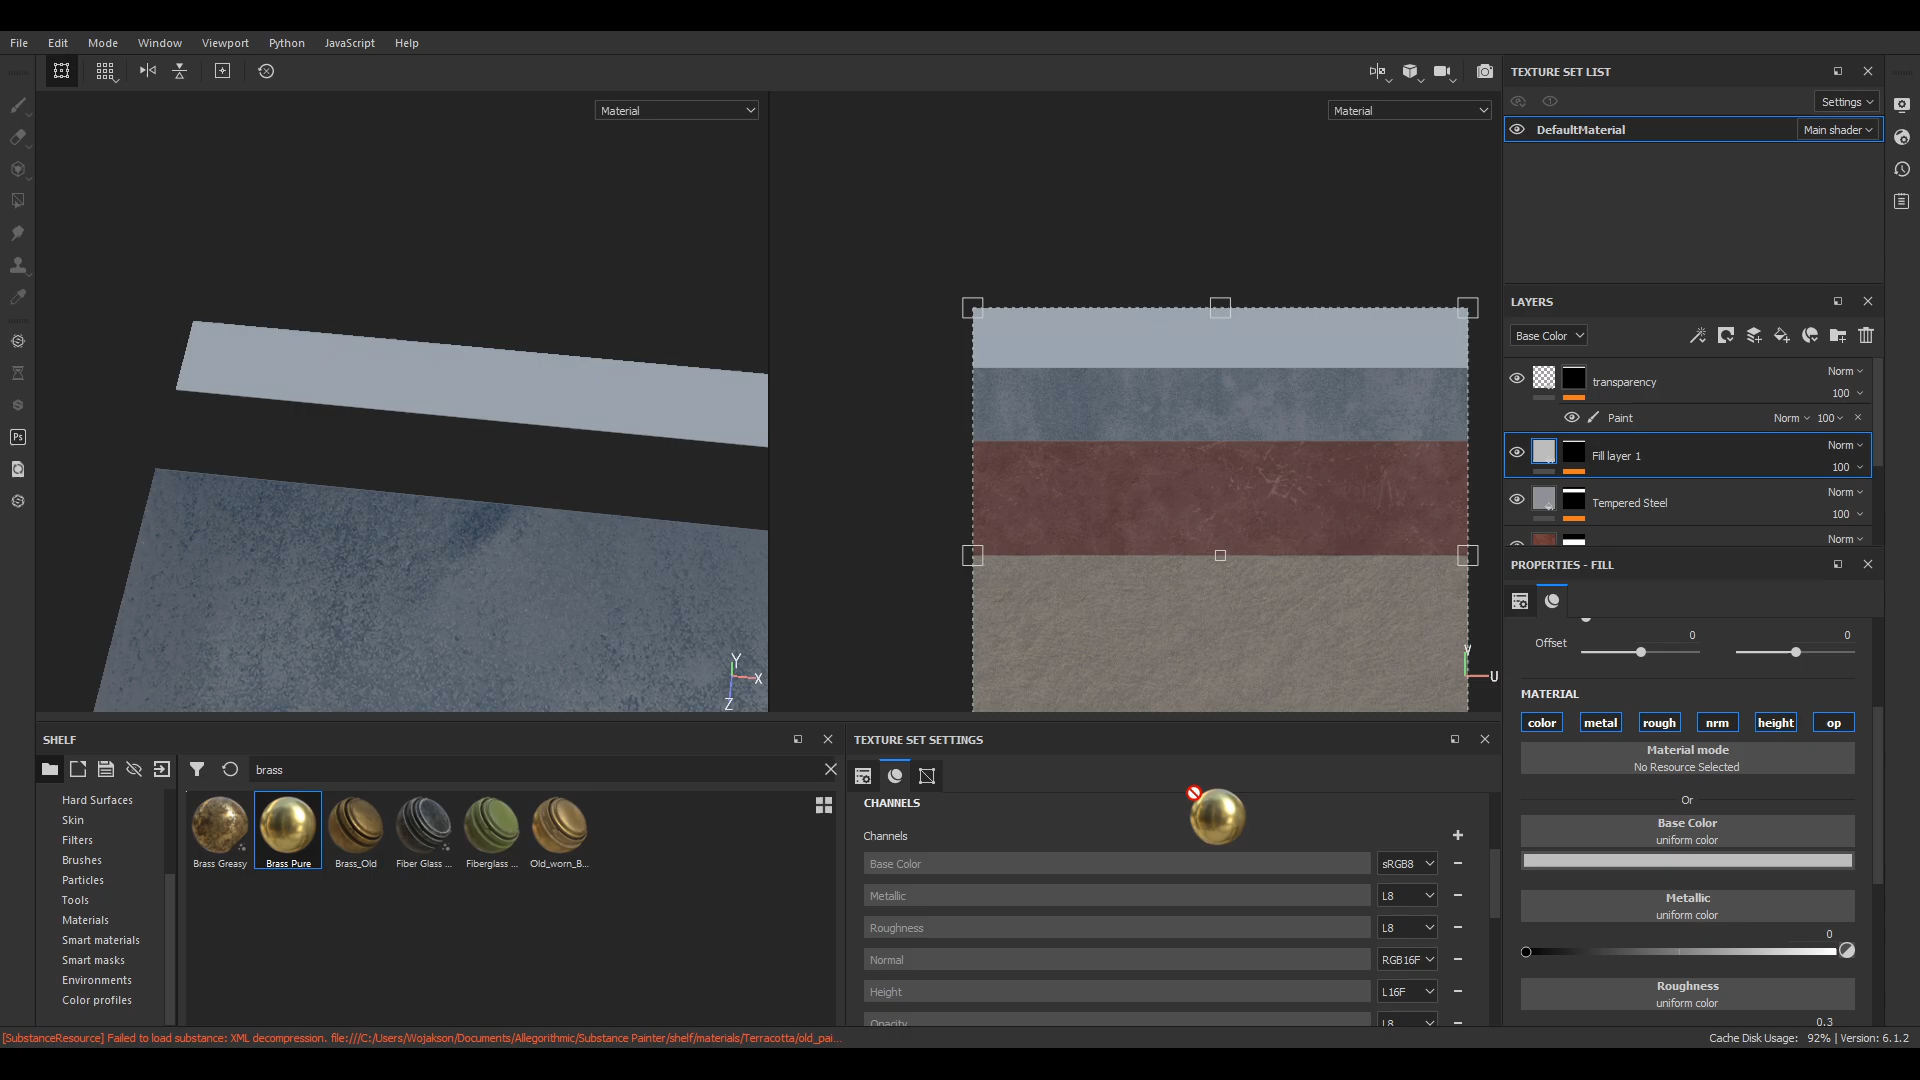 File Edit Mode Window Viewport Python JavaScript Help
Material
Material
TEXTURE SET LIST
Settings
DefaultMaterial
Main shader
LAYERS
Base Color
transparency
Norm
100
Paint
Norm
100
Fill layer 1
Norm
100
Tempered Steel
Norm
100
Norm
Y
X
Z
V
U
PROPERTIES - FILL
Offset
0
0
MATERIAL
color metal rough nrm height op
Material mode
No Resource Selected
Or
Base Color
uniform color
Metallic
uniform color
0
Roughness
uniform color
0.3
SHELF
Ps
brass
Hard Surfaces
Skin
Filters
Brushes
Particles
Tools
Materials
Smart materials
Smart masks
Environments
Color profiles
Brass Greasy
Brass Pure
Brass_Old
Fiber Glass ...
Fiberglass ...
Old_worn_B...
TEXTURE SET SETTINGS
CHANNELS
Channels
Base Color sRGB8
Metallic L8
Roughness L8
Normal RGB16F
Height L16F
Opacity L8
[SubstanceResource] Failed to load substance: XML decompression. file:///C:/Users/Wojakson/Documents/Allegorithmic/Substance Painter/shelf/materials/Terracotta/old_pai...
Cache Disk Usage: 92% | Version: 6.1.2